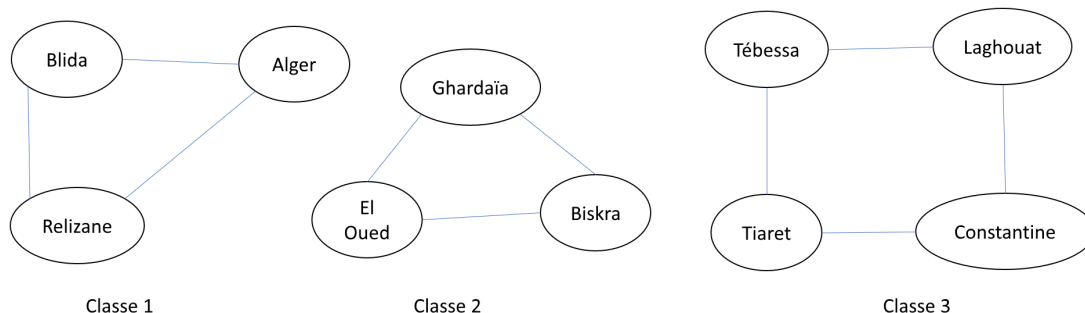 Blida
Alger
Relizane
Classe 1
Ghardaïa
El
Oued
Biskra
Classe 2
Tébessa
Laghouat
Tiaret
Constantine
Classe 3